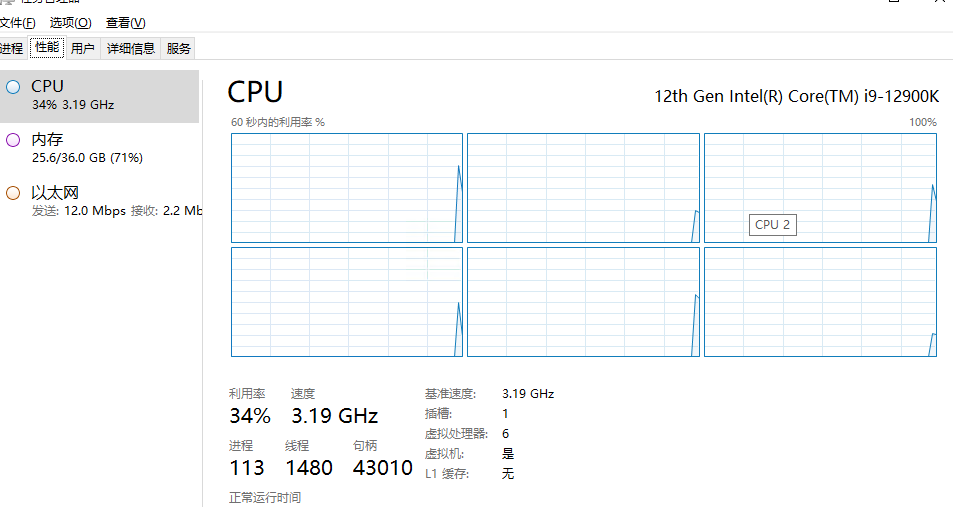 文件(F) 选项(O) 查看(V)
进程 性能 用户 详细信息 服务
CPU
34% 3.19 GHz
内存
25.6/36.0 GB (71%)
以太网
发送: 12.0 Mbps 接收: 2.2 Mb
CPU
12th Gen Intel(R) Core(TM) i9-12900K
60 秒内的利用率 %
100%
CPU 2
利用率 速度
34% 3.19 GHz
进程 线程 句柄
113 1480 43010
正常运行时间
基准速度: 3.19 GHz
插槽: 1
虚拟处理器: 6
虚拟机: 是
L1 缓存: 无